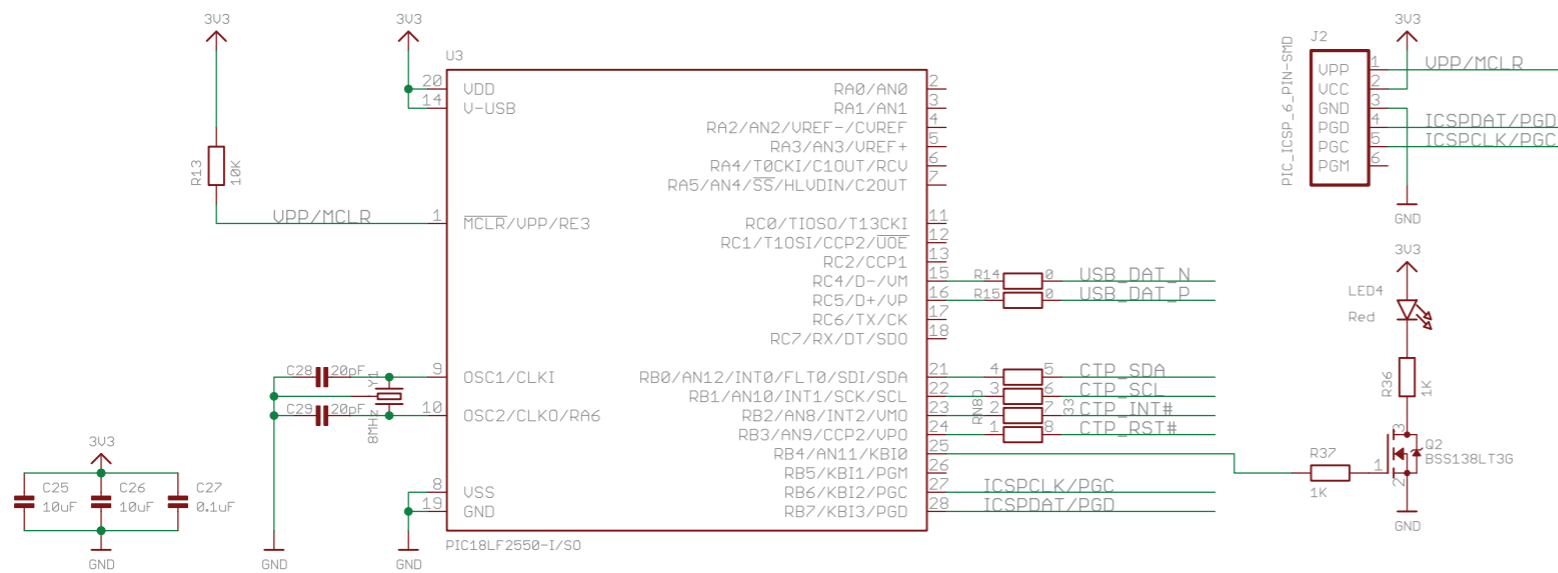 3V3
3V3
3V3
U3
J2
PIC_ICSP_6_PIN-SMD
VPP 1 VPP/MCLR
VCC 2
GND 3
PGD 4 ICSPDAT/PGD
PGC 5 ICSPCLK/PGC
PGM 6
GND
20 VDD
14 V-USB
R13
10K
VPP/MCLR 1 MCLR/VPP/RE3
C28 20pF
9 OSC1/CLKI
Y1
8MHz
C29 20pF
10 OSC2/CLKO/RA6
8 VSS
19 GND
RA0/AN0 2
RA1/AN1 3
RA2/AN2/VREF-/CVREF 4
RA3/AN3/VREF+ 5
RA4/T0CKI/C1OUT/RCV 6
RA5/AN4/SS/HLVDIN/C2OUT 7
RC0/TIOSO/T13CKI 11
RC1/T1OSI/CCP2/UOE 12
RC2/CCP1 13
RC4/D-/VM 15 R14 0 USB_DAT_N
RC5/D+/VP 16 R15 0 USB_DAT_P
RC6/TX/CK 17
RC7/RX/DT/SDO 18
RB0/AN12/INT0/FLT0/SDI/SDA 21 4 5 CTP_SDA
RB1/AN10/INT1/SCK/SCL 22 3 6 CTP_SCL
RB2/AN8/INT2/VMO 23 2 7 CTP_INT#
RB3/AN9/CCP2/VPO 24 1 8 CTP_RST#
33
RB4/AN11/KBI0 25
RB5/KBI1/PGM 26
RB6/KBI2/PGC 27 ICSPCLK/PGC
RB7/KBI3/PGD 28 ICSPDAT/PGD
PIC18LF2550-I/SO
3V3
LED4
Red
R36
1K
R37
1K
1
3
2
Q2
BSS138LT3G
GND
3V3
C25
10uF
C26
10uF
C27
0.1uF
GND
GND
GND